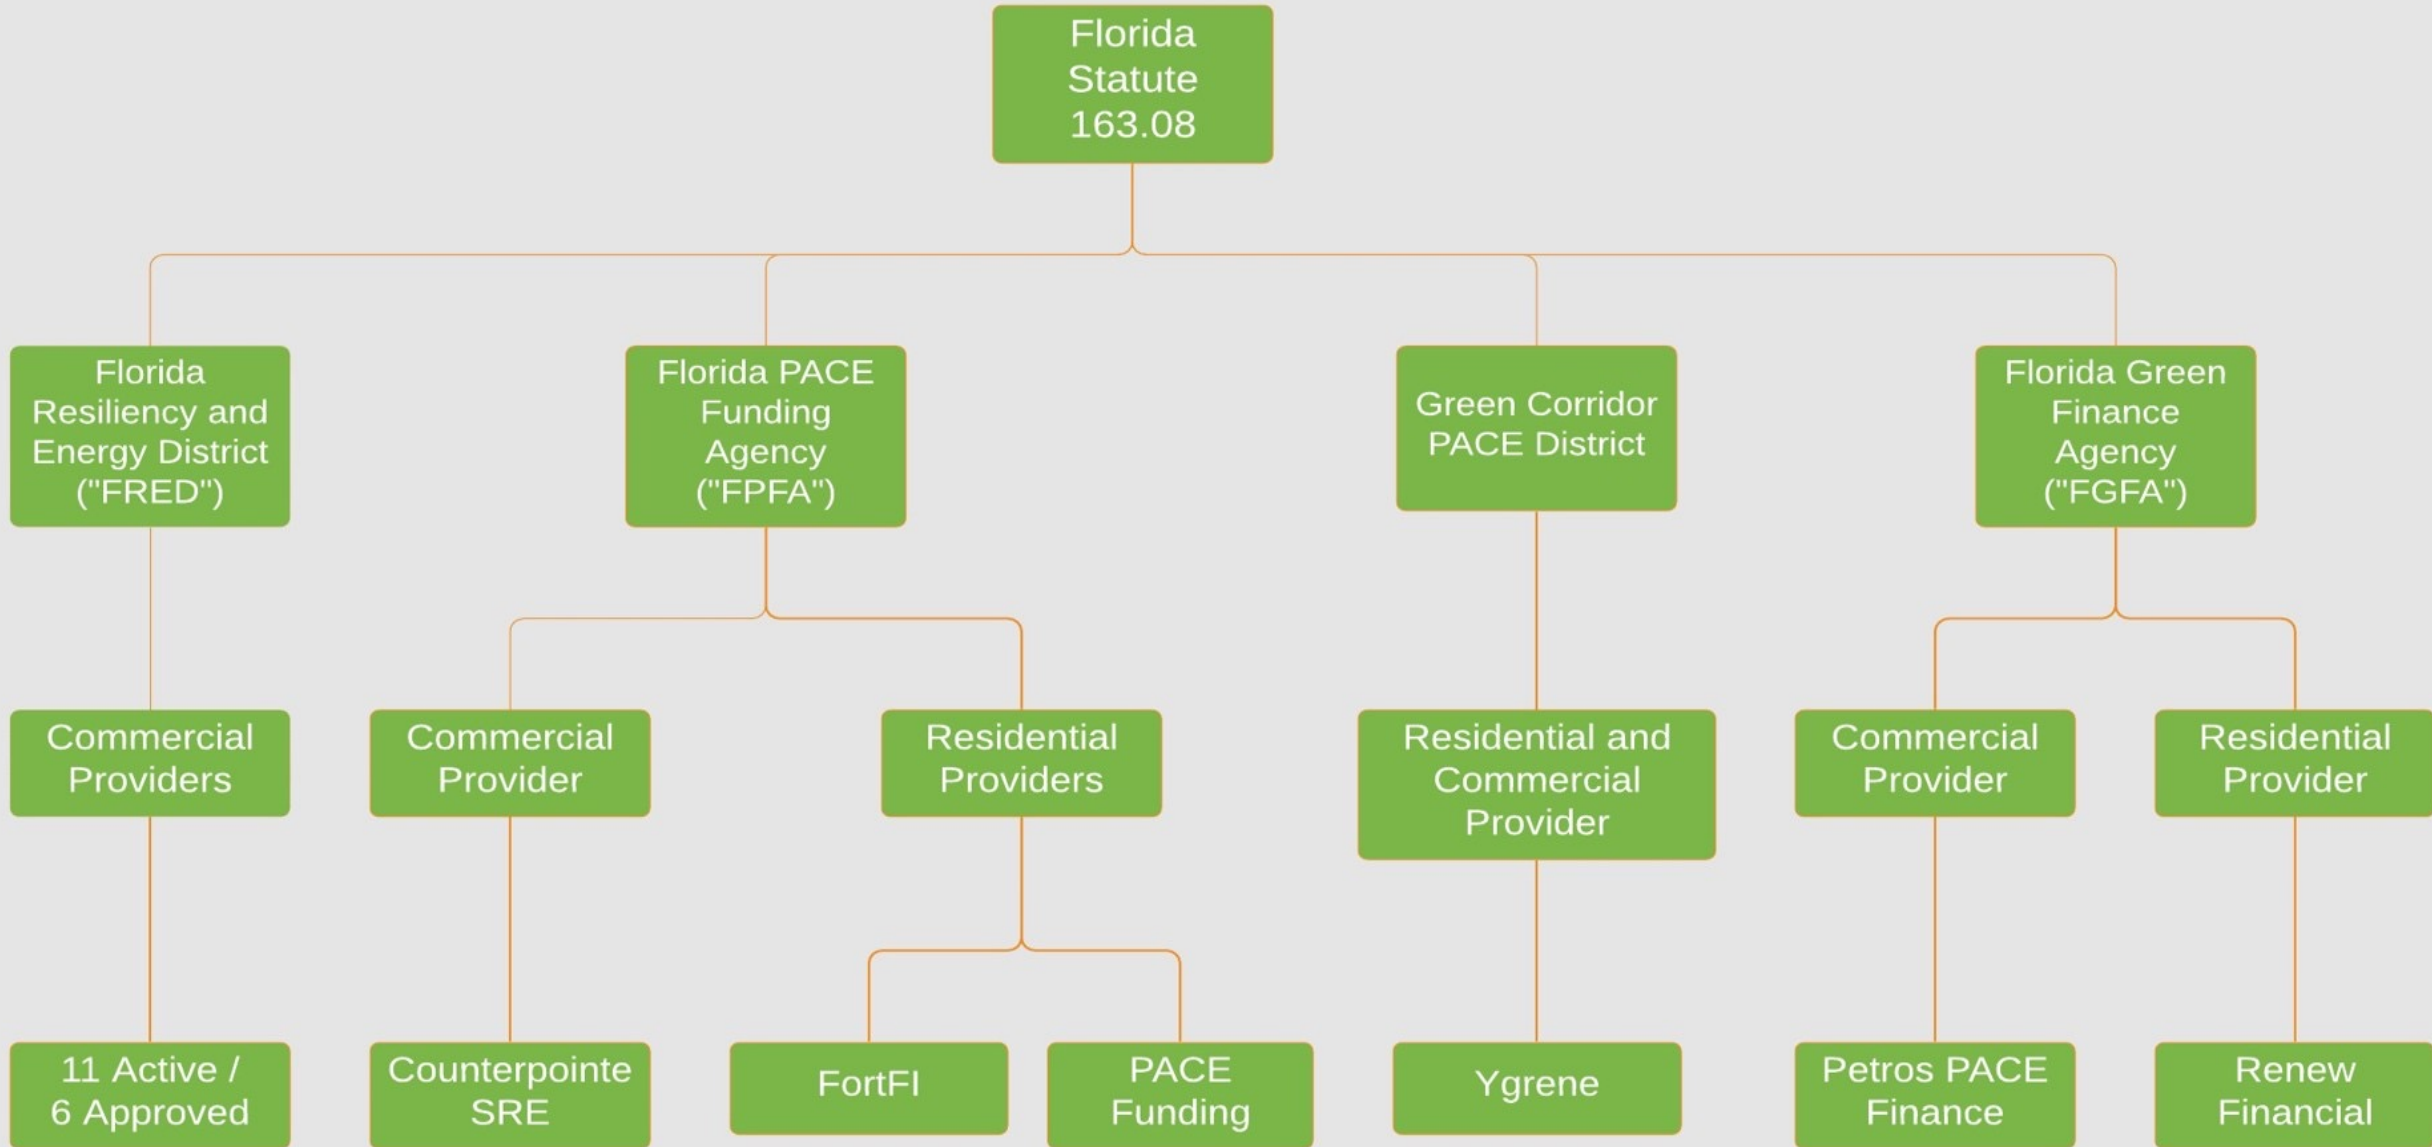 Florida
Statute
163.08
Florida
Resiliency and
Energy District
("FRED")
Florida PACE
Funding
Agency
("FPFA")
Green Corridor
PACE District
Florida Green
Finance
Agency
("FGFA")
Commercial
Providers
Commercial
Provider
Residential
Providers
Residential and
Commercial
Provider
Commercial
Provider
Residential
Provider
11 Active /
6 Approved
Counterpointe
SRE
FortFI
PACE
Funding
Ygrene
Petros PACE
Finance
Renew
Financial